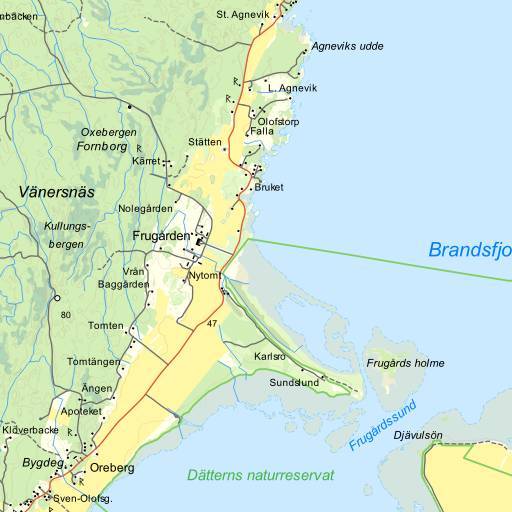 St. Agnevik
Agneviks udde
L. Agnevik
Olofstorp
Falla
Oxebergen
Fornborg
Stätten
Kärret
Vänersnäs
Bruket
Nolegården
Kullungs-
bergen
Frugården
Brandsfjo
Vrån
Nytomt
Baggården
80
47
Tomten
Karlsro
Tomtängen
Frugårds holme
Sundslund
Ängen
Apoteket
Frugårdssund
Klöverbacke
Djävulsön
Bygdeg
Oreberg
Dätterns naturreservat
Sven-Olofsg.